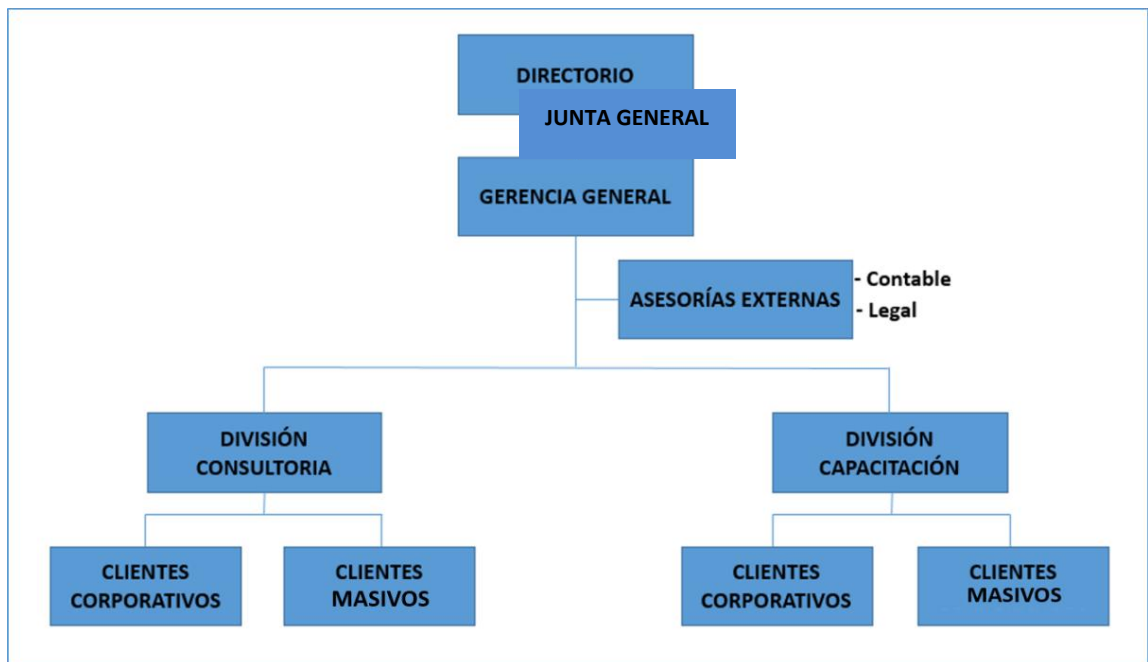 DIRECTORIO
JUNTA GENERAL
GERENCIA GENERAL
ASESORÍAS EXTERNAS
- Contable
- Legal
DIVISIÓN
CONSULTORIA
DIVISIÓN
CAPACITACIÓN
CLIENTES
CORPORATIVOS
CLIENTES
MASIVOS
CLIENTES
CORPORATIVOS
CLIENTES
MASIVOS